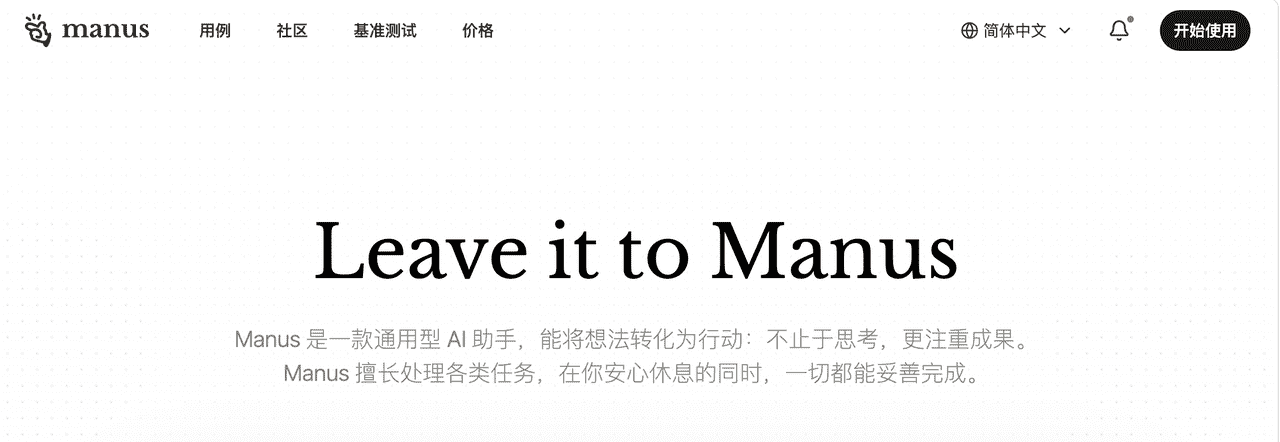 manus 用例 社区 基准测试 价格 简体中文 开始使用
Leave it to Manus
Manus 是一款通用型 AI 助手，能将想法转化为行动：不止于思考，更注重成果。
Manus 擅长处理各类任务，在你安心休息的同时，一切都能妥善完成。